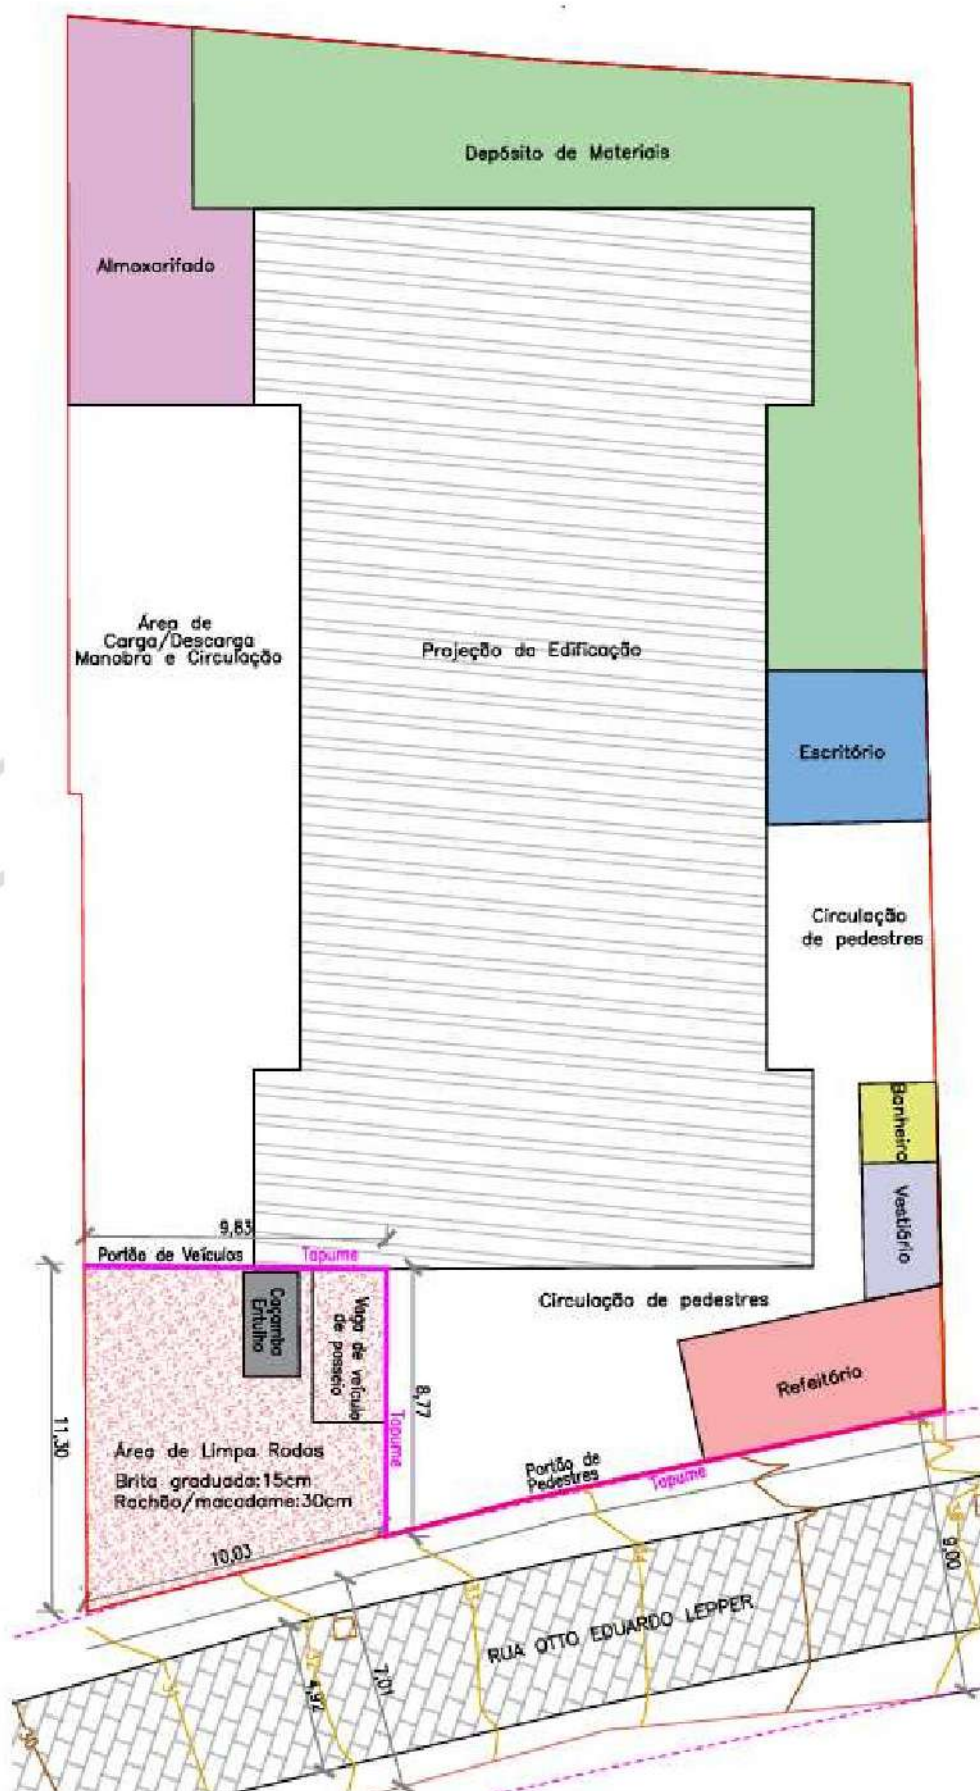 Depósito de Materiais
Almoxarifado
Área de
Carga/Descarga
Manobra e Circulação
Projeção da Edificação
Escritório
Circulação
de pedestres
Banheiro
Vestiário
9,83
Portão de Veículos
Tapume
Caçamba
Entulho
Vaga de veículo
de passeio
Circulação de pedestres
8,77
Tapume
Refeitório
11,30
Área de Limpa Rodas
Brita graduada:15cm
Rachão/macadame:30cm
Portão de
Pedestres
Tapume
10,03
9,00
RUA OTTO EDUARDO LEPPER
4,92
7,01